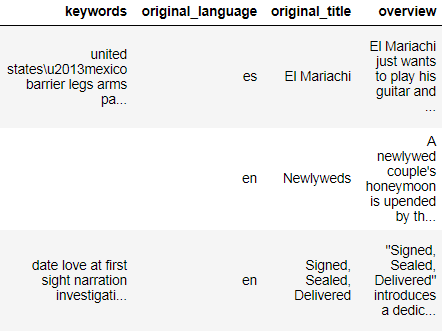 keywords original_language original_title overview
united
states\u2013mexico
barrier legs arms
pa...
es
El Mariachi
El Mariachi
just wants
to play his
guitar and
...
en
Newlyweds
A
newlywed
couple's
honeymoon
is upended
by th...
date love at first
sight narration
investigati...
en
Signed,
Sealed,
Delivered
"Signed,
Sealed,
Delivered"
introduces
a dedic...